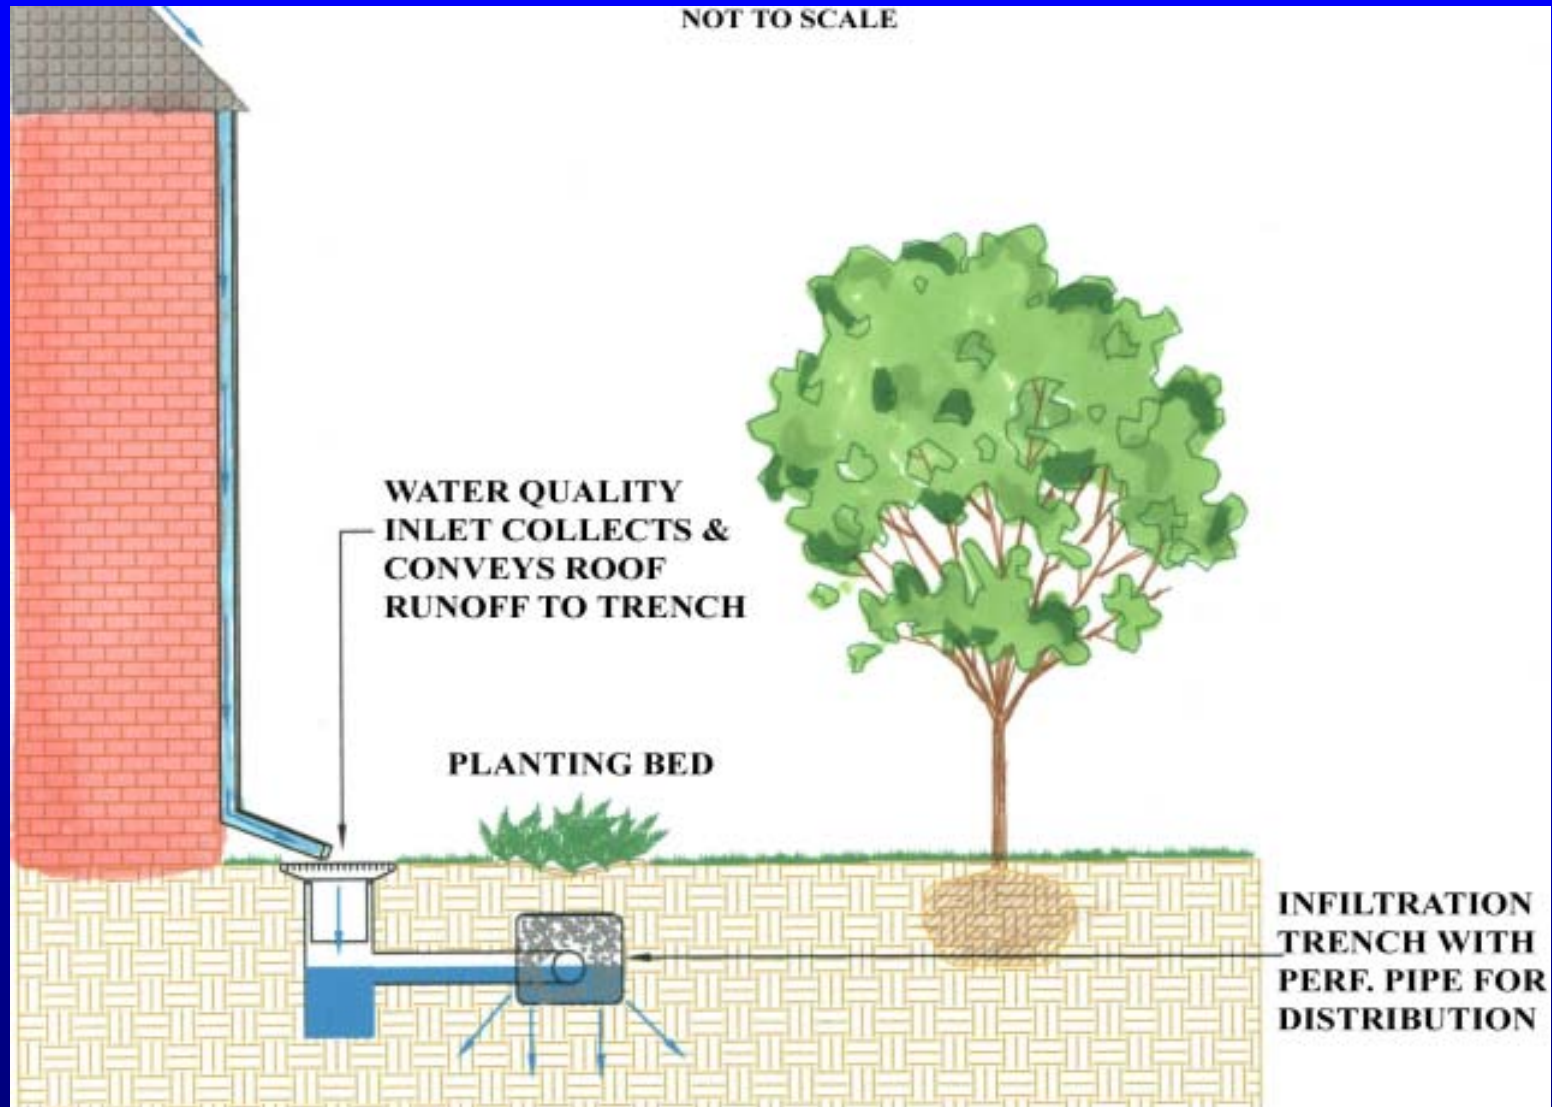 NOT TO SCALE
WATER QUALITY
INLET COLLECTS &
CONVEYS ROOF
RUNOFF TO TRENCH
PLANTING BED
INFILTRATION
TRENCH WITH
PERF. PIPE FOR
DISTRIBUTION